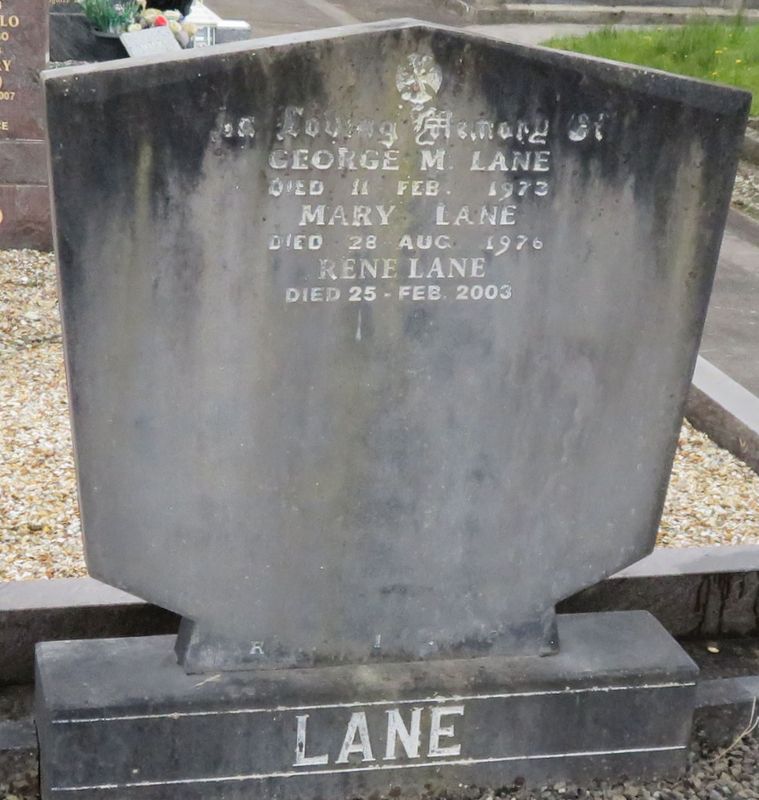 In Loving Memory Of
GEORGE M. LANE
DIED 11 FEB. 1973
MARY LANE
DIED 28 AUG 1976
RENE LANE
DIED 25 - FEB. 2003
LANE